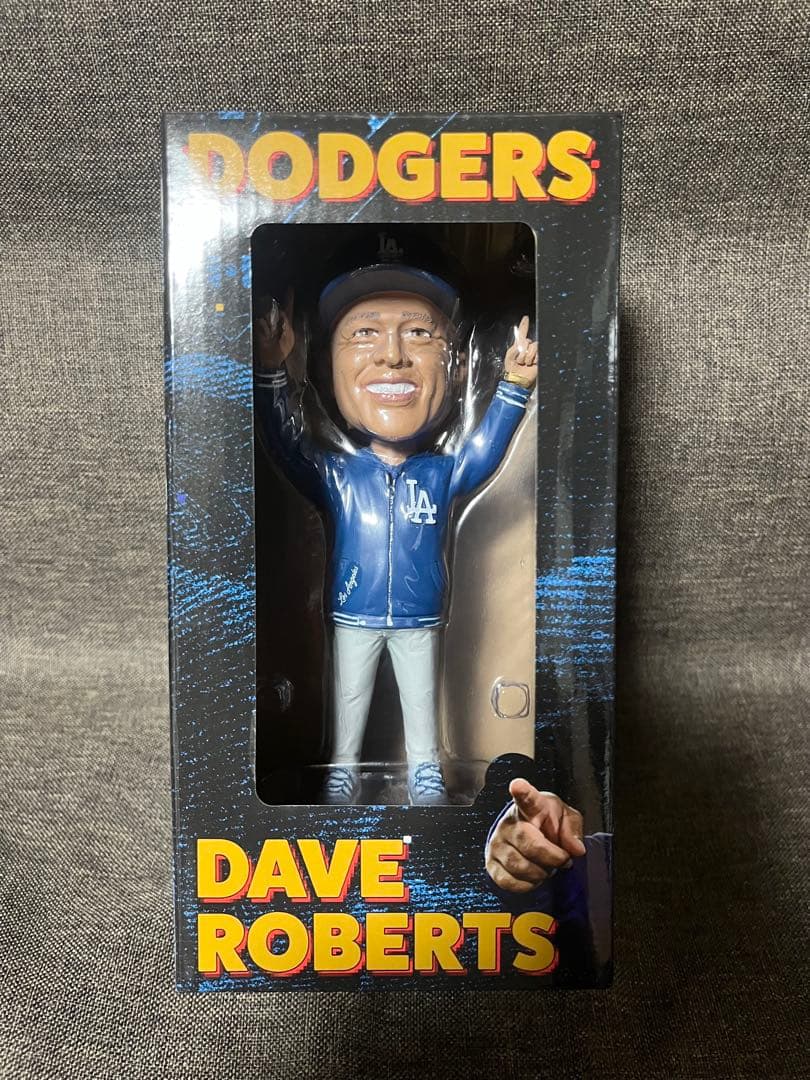 DODGERS
LA
LA
Los Angeles
DAVE
ROBERTS